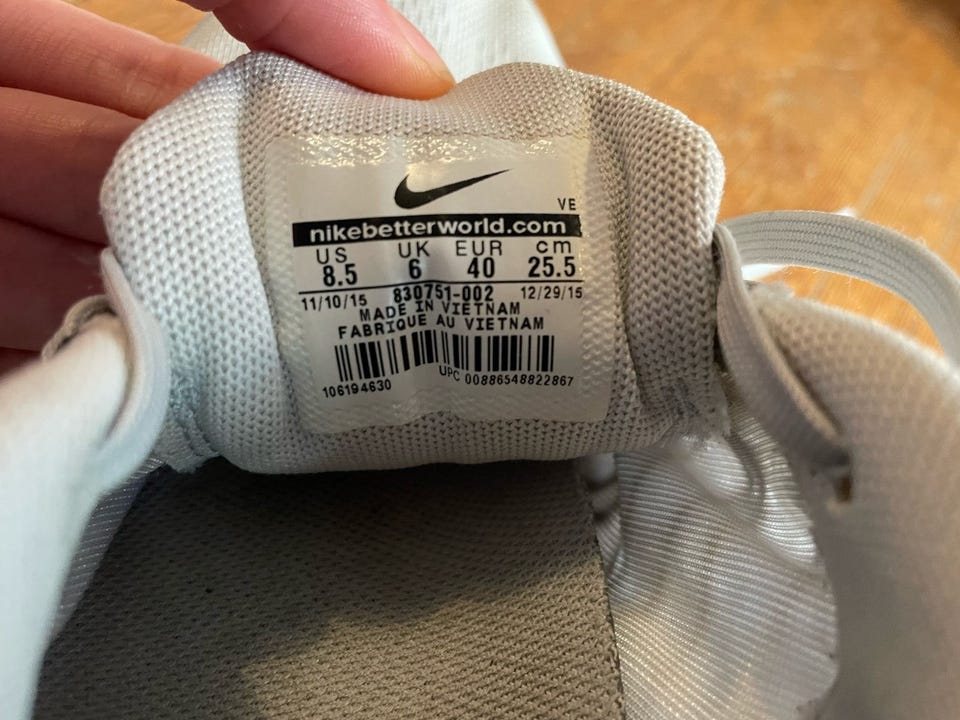 VE
nikebetterworld.com
US UK EUR cm
8.5 6 40 25.5
11/10/15 830751-002 12/29/15
MADE IN VIETNAM
FABRIQUE AU VIETNAM
106194630 UPC 00886548822867